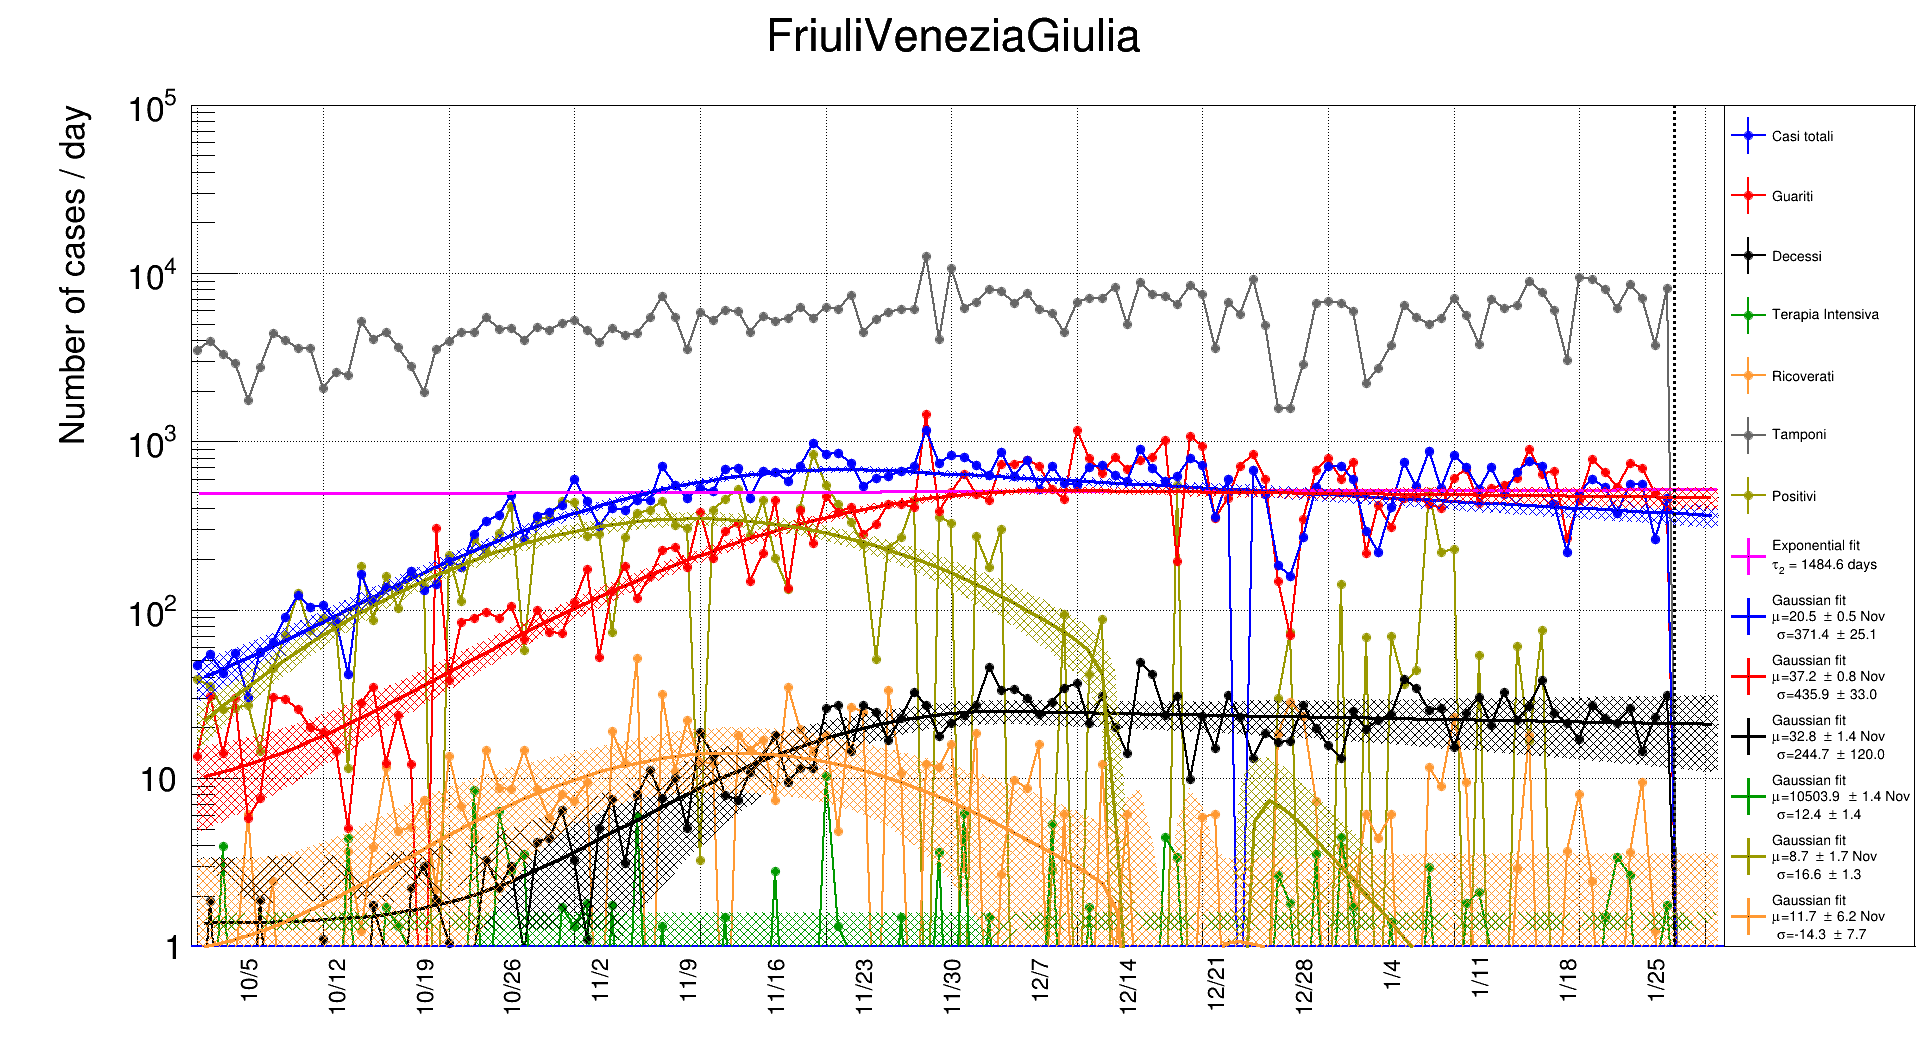 FriuliVeneziaGiulia
Number of cases / day
10^5
10^4
10^3
10^2
10
1
10/5
10/12
10/19
10/26
11/2
11/9
11/16
11/23
11/30
12/7
12/14
12/21
12/28
1/4
1/11
1/18
1/25
Casi totali
Guariti
Decessi
Terapia Intensiva
Ricoverati
Tamponi
Positivi
Exponential fit
τ₂ = 1484.6 days
Gaussian fit
μ=20.5 ± 0.5 Nov
σ=371.4 ± 25.1
Gaussian fit
μ=37.2 ± 0.8 Nov
σ=435.9 ± 33.0
Gaussian fit
μ=32.8 ± 1.4 Nov
σ=244.7 ± 120.0
Gaussian fit
μ=10503.9 ± 1.4 Nov
σ=12.4 ± 1.4
Gaussian fit
μ=8.7 ± 1.7 Nov
σ=16.6 ± 1.3
Gaussian fit
μ=11.7 ± 6.2 Nov
σ=-14.3 ± 7.7